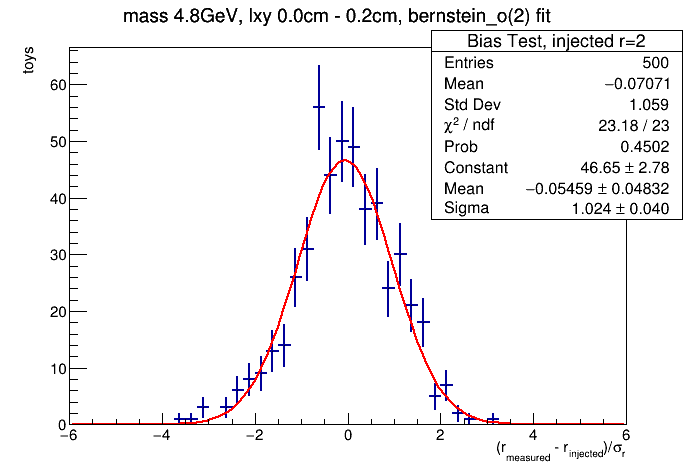 mass 4.8GeV, lxy 0.0cm - 0.2cm, bernstein_o(2) fit
toys
Bias Test, injected r=2
Entries 500
Mean −0.07071
Std Dev 1.059
χ² / ndf 23.18 / 23
Prob 0.4502
Constant 46.65 ± 2.78
Mean −0.05459 ± 0.04832
Sigma 1.024 ± 0.040
60
50
40
30
20
10
0
−6 −4 −2 0 2 4 6
(r_measured - r_injected)/σ_r